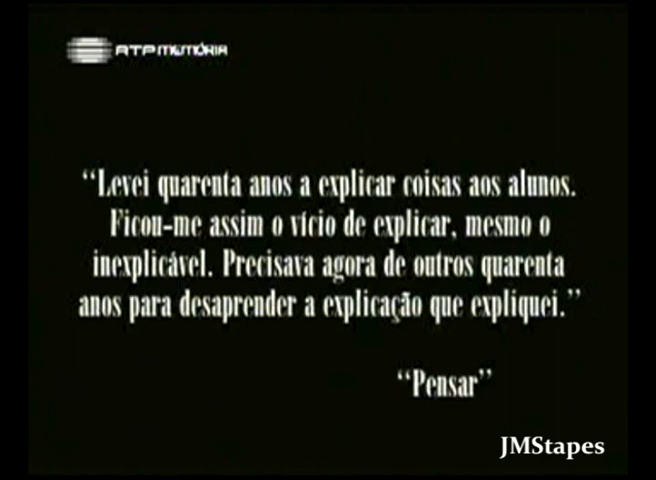 RTP MEMÓRIA
“Levei quarenta anos a explicar coisas aos alunos.
Ficou-me assim o vício de explicar, mesmo o
inexplicável. Precisava agora de outros quarenta
anos para desaprender a explicação que expliquei.”
“Pensar”
JMStapes